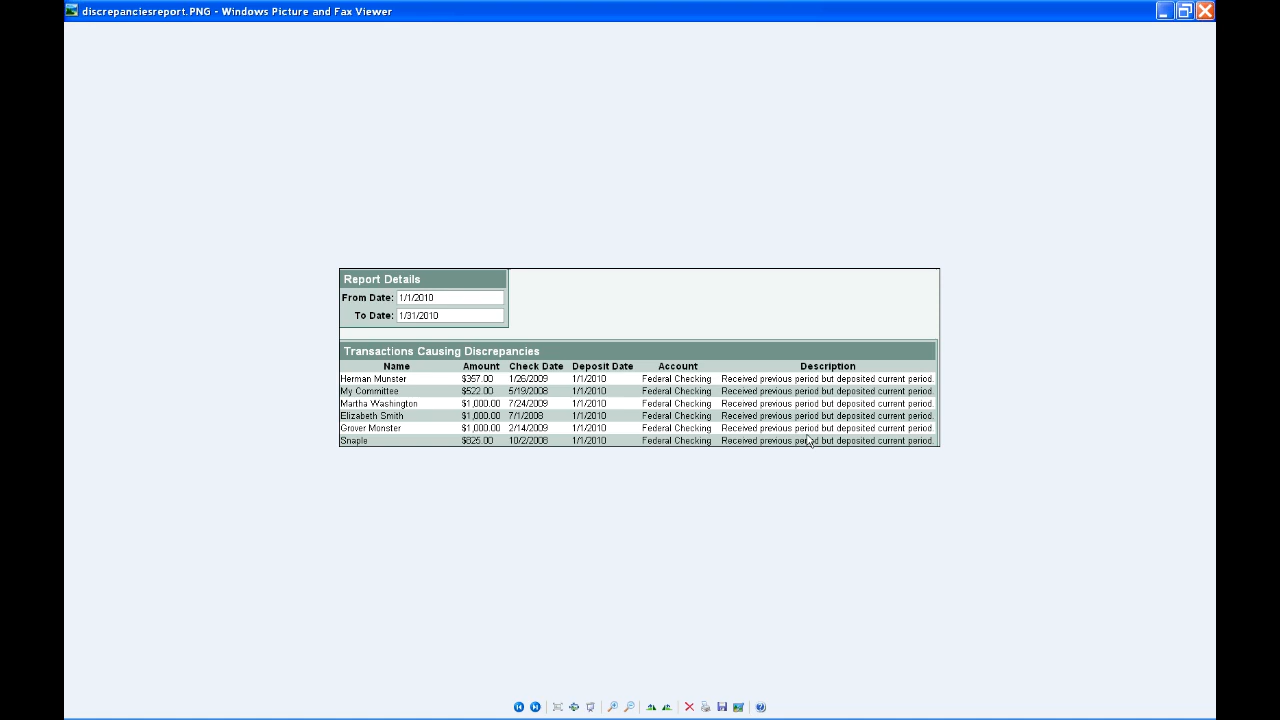 discrepanciesreport.PNG - Windows Picture and Fax Viewer
Report Details
From Date: 1/1/2010
To Date: 1/31/2010
Transactions Causing Discrepancies
Name Amount Check Date Deposit Date Account Description
Herman Munster $357.00 1/26/2009 1/1/2010 Federal Checking Received previous period but deposited current period.
My Committee $522.00 5/19/2008 1/1/2010 Federal Checking Received previous period but deposited current period.
Martha Washington $1,000.00 7/24/2009 1/1/2010 Federal Checking Received previous period but deposited current period.
Elizabeth Smith $1,000.00 7/1/2008 1/1/2010 Federal Checking Received previous period but deposited current period.
Grover Monster $1,000.00 2/14/2009 1/1/2010 Federal Checking Received previous period but deposited current period.
Snaple $825.00 10/2/2008 1/1/2010 Federal Checking Received previous period but deposited current period.